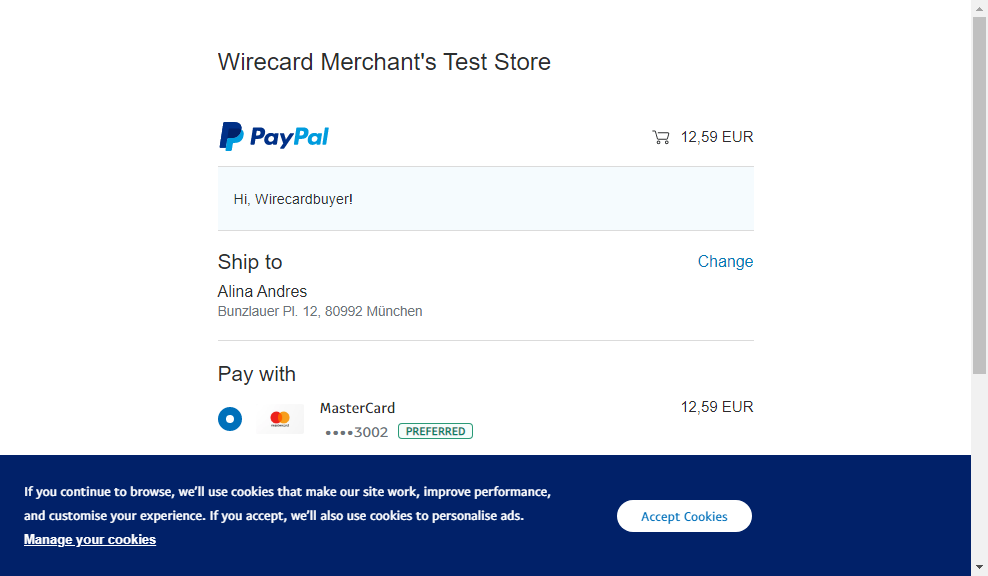 Wirecard Merchant's Test Store
PayPal
12,59 EUR
Hi, Wirecardbuyer!
Ship to
Change
Alina Andres
Bunzlauer Pl. 12, 80992 München
Pay with
MasterCard
12,59 EUR
••••3002 PREFERRED
If you continue to browse, we'll use cookies that make our site work, improve performance,
and customise your experience. If you accept, we'll also use cookies to personalise ads.
Manage your cookies
Accept Cookies